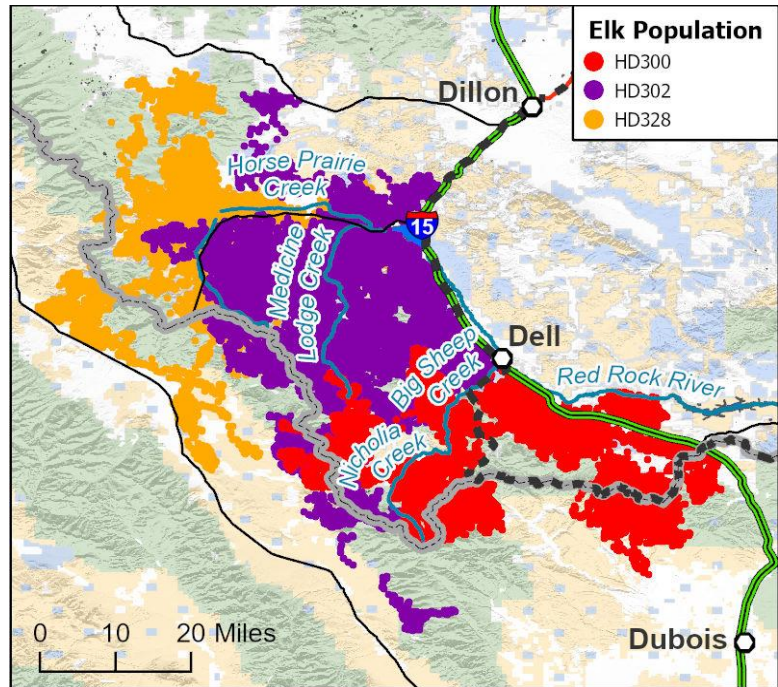 Elk Population
HD300
HD302
HD328
Dillon
Horse Prairie
Creek
15
Medicine
Lodge Creek
Dell
Big Sheep
Creek
Red Rock River
Nicholia
Creek
0 10 20 Miles
Dubois